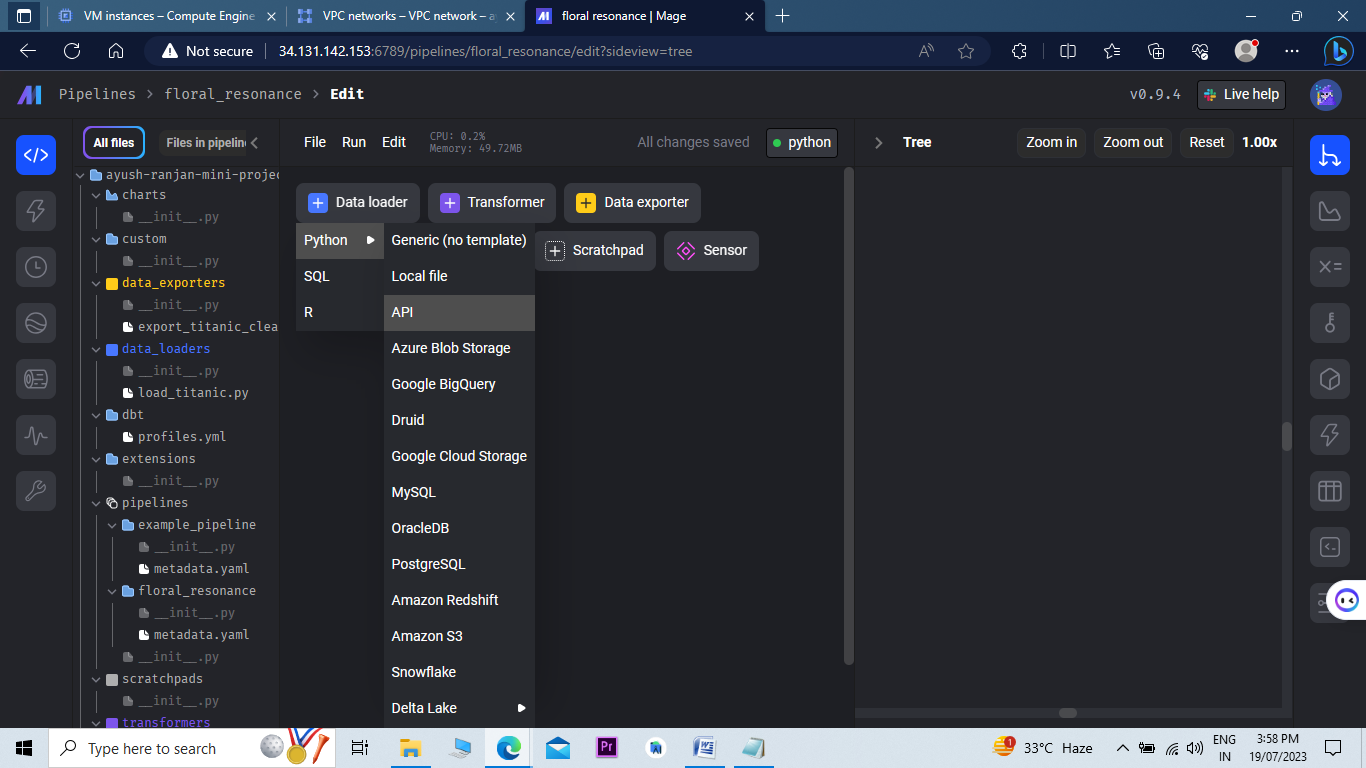 VM instances – Compute Engine
VPC networks – VPC network – a
floral resonance | Mage
Not secure
34.131.142.153:6789/pipelines/floral_resonance/edit?sideview=tree
Pipelines > floral_resonance > Edit
v0.9.4
Live help
All files
Files in pipelin
File
Run
Edit
CPU: 0.2%
Memory: 49.72MB
All changes saved
python
Tree
Zoom in
Zoom out
Reset
1.00x
ayush-ranjan-mini-projec
charts
__init__.py
custom
__init__.py
data_exporters
__init__.py
export_titanic_clea
data_loaders
__init__.py
load_titanic.py
dbt
profiles.yml
extensions
__init__.py
pipelines
example_pipeline
__init__.py
metadata.yaml
floral_resonance
__init__.py
metadata.yaml
__init__.py
scratchpads
__init__.py
transformers
Data loader
Transformer
Data exporter
Scratchpad
Sensor
Python
SQL
R
Generic (no template)
Local file
API
Azure Blob Storage
Google BigQuery
Druid
Google Cloud Storage
MySQL
OracleDB
PostgreSQL
Amazon Redshift
Amazon S3
Snowflake
Delta Lake
Type here to search
Pr
1
33°C Haze
ENG
IN
3:58 PM
19/07/2023